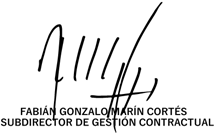 FABIÁN GONZALO MARÍN CORTÉS
SUBDIRECTOR DE GESTIÓN CONTRACTUAL